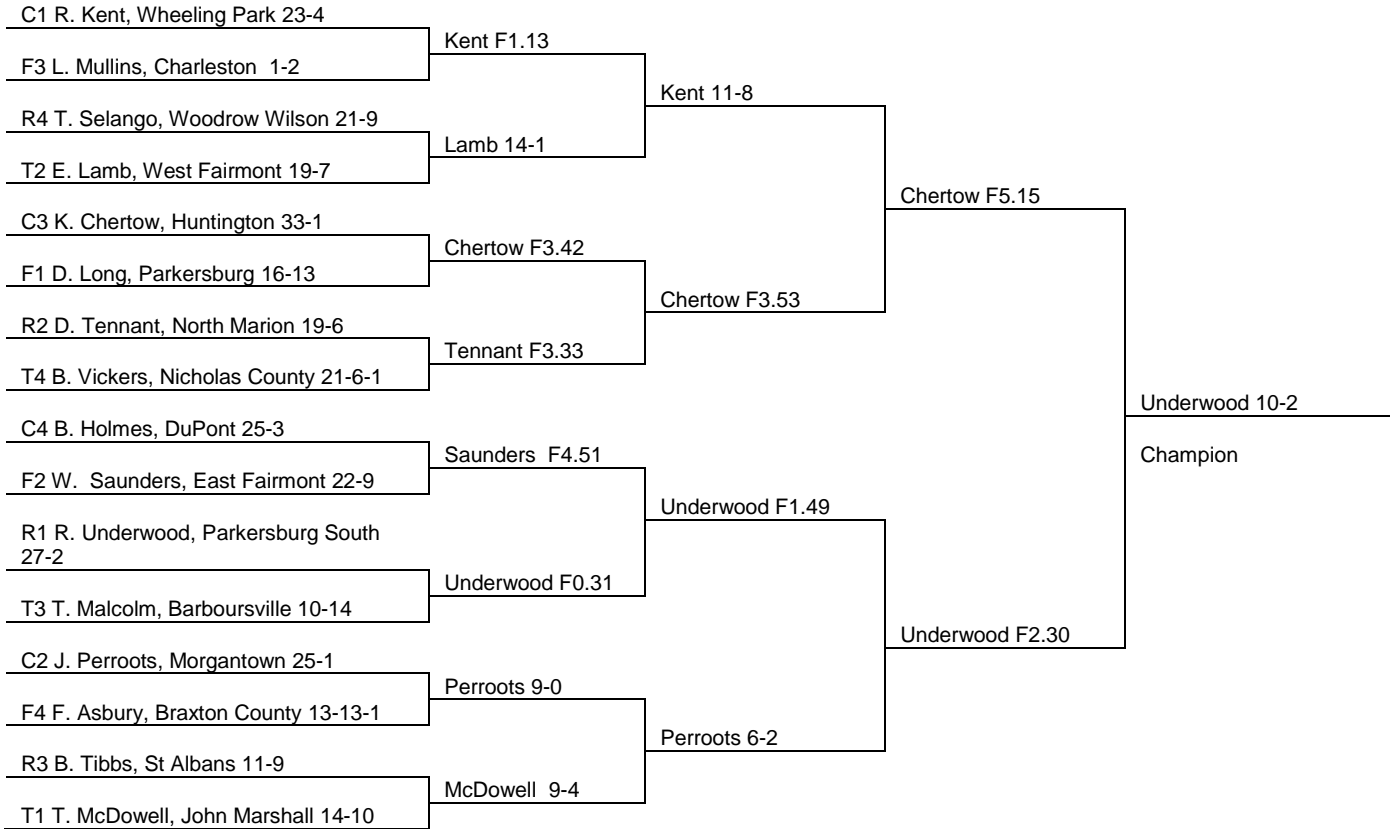 C1 R. Kent, Wheeling Park 23-4
Kent F1.13
F3 L. Mullins, Charleston 1-2
Kent 11-8
R4 T. Selango, Woodrow Wilson 21-9
Lamb 14-1
T2 E. Lamb, West Fairmont 19-7
Chertow F5.15
C3 K. Chertow, Huntington 33-1
Chertow F3.42
F1 D. Long, Parkersburg 16-13
Chertow F3.53
R2 D. Tennant, North Marion 19-6
Tennant F3.33
T4 B. Vickers, Nicholas County 21-6-1
Underwood 10-2
C4 B. Holmes, DuPont 25-3
Saunders F4.51
Champion
F2 W. Saunders, East Fairmont 22-9
Underwood F1.49
R1 R. Underwood, Parkersburg South
27-2
Underwood F0.31
T3 T. Malcolm, Barboursville 10-14
Underwood F2.30
C2 J. Perroots, Morgantown 25-1
Perroots 9-0
F4 F. Asbury, Braxton County 13-13-1
Perroots 6-2
R3 B. Tibbs, St Albans 11-9
McDowell 9-4
T1 T. McDowell, John Marshall 14-10